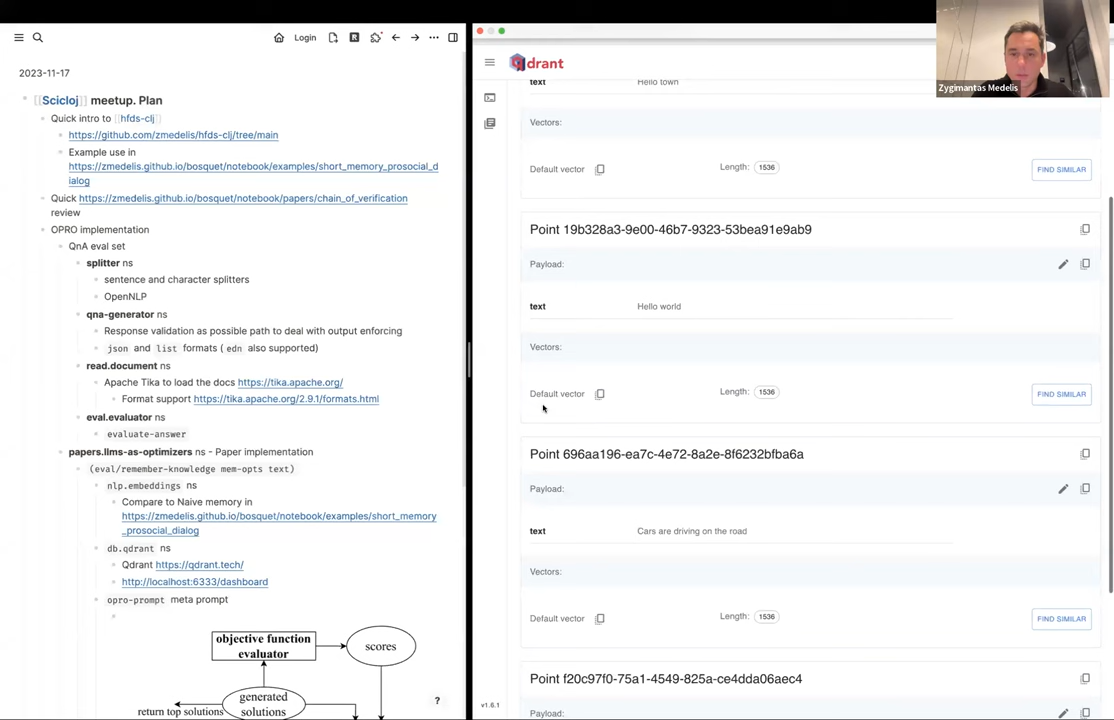 Login
2023-11-17
[[Scicloj]] meetup. Plan
Quick intro to [[hfds-clj]]
https://github.com/zmedelis/hfds-clj/tree/main
Example use in
https://zmedelis.github.io/bosquet/notebook/examples/short_memory_prosocial_d
ialog
Quick https://zmedelis.github.io/bosquet/notebook/papers/chain_of_verification
review
OPRO implementation
QnA eval set
splitter ns
sentence and character splitters
OpenNLP
qna-generator ns
Response validation as possible path to deal with output enforcing
json and list formats ( edn also supported)
read.document ns
Apache Tika to load the docs https://tika.apache.org/
Format support https://tika.apache.org/2.9.1/formats.html
eval.evaluator ns
evaluate-answer
papers.llms-as-optimizers ns - Paper implementation
(eval/remember-knowledge mem-opts text)
nlp.embeddings ns
Compare to Naive memory in
https://zmedelis.github.io/bosquet/notebook/examples/short_memory
_prosocial_dialog
db.qdrant ns
Qdrant https://qdrant.tech/
http://localhost:6333/dashboard
opro-prompt meta prompt
objective function
evaluator
scores
generated
solutions
return top solutions
?
qdrant
text Hello town
Vectors:
Default vector Length: 1536 FIND SIMILAR
Point 19b328a3-9e00-46b7-9323-53bea91e9ab9
Payload:
text Hello world
Vectors:
Default vector Length: 1536 FIND SIMILAR
Point 696aa196-ea7c-4e72-8a2e-8f6232bfba6a
Payload:
text Cars are driving on the road
Vectors:
Default vector Length: 1536 FIND SIMILAR
Point f20c97f0-75a1-4549-825a-ce4dda06aec4
Payload:
v1.6.1
Zygimantas Medelis